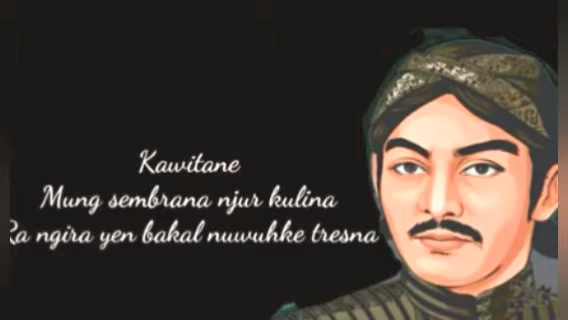 Kawitane
Mung sembrana njur kulina
Ra ngira yen bakal nuwuhke tresna